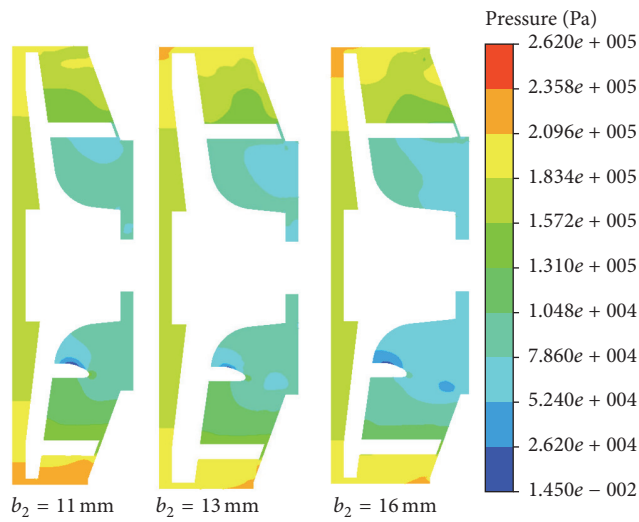 Pressure (Pa)
2.620e + 005
2.358e + 005
2.096e + 005
1.834e + 005
1.572e + 005
1.310e + 005
1.048e + 004
7.860e + 004
5.240e + 004
2.620e + 004
1.450e − 002
b2 = 11 mm
b2 = 13 mm
b2 = 16 mm